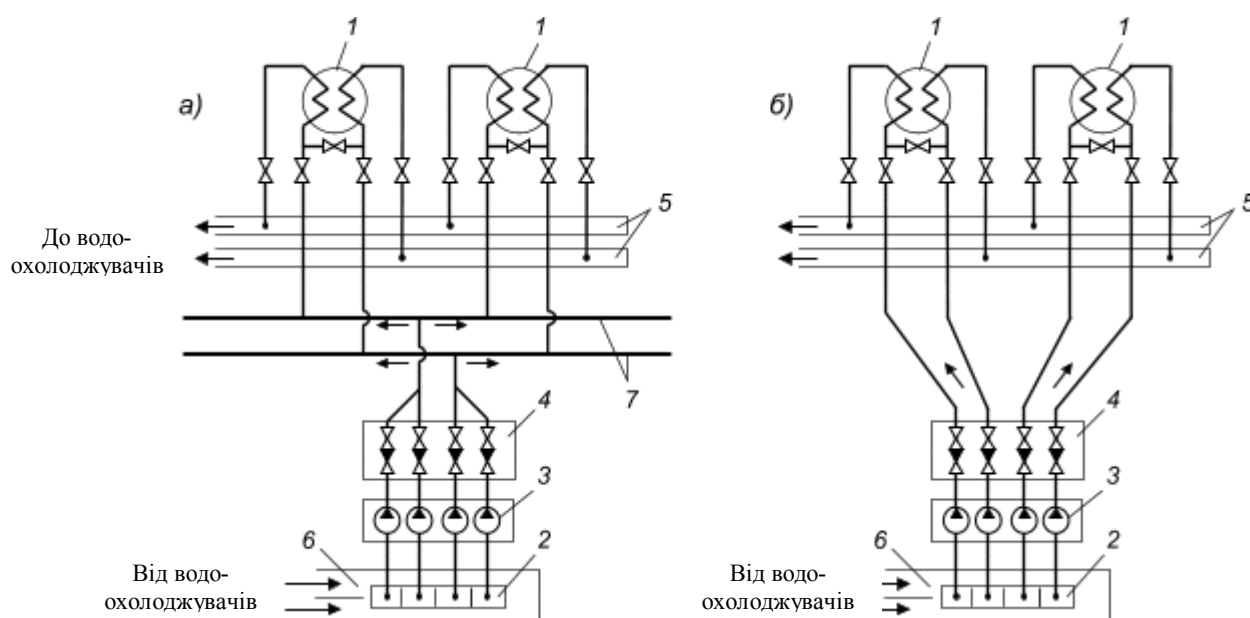 1 1 1 1
а) б)
5 5
До водо-
охолоджувачів
7
4 4
3 3
6 2 6 2
Від водо-
охолоджувачів
Від водо-
охолоджувачів